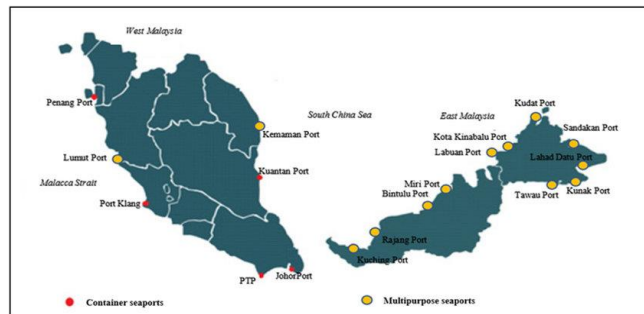 West Malaysia
Penang Port
South China Sea
Kemaman Port
Lumut Port
Malacca Strait
Kuantan Port
Port Klang
PTP
JohorPort
East Malaysia
Kudat Port
Kota Kinabalu Port
Sandakan Port
Labuan Port
Lahad Datu Port
Miri Port
Bintulu Port
Tawau Port
Kunak Port
Rajang Port
Kuching Port
Container seaports
Multipurpose seaports